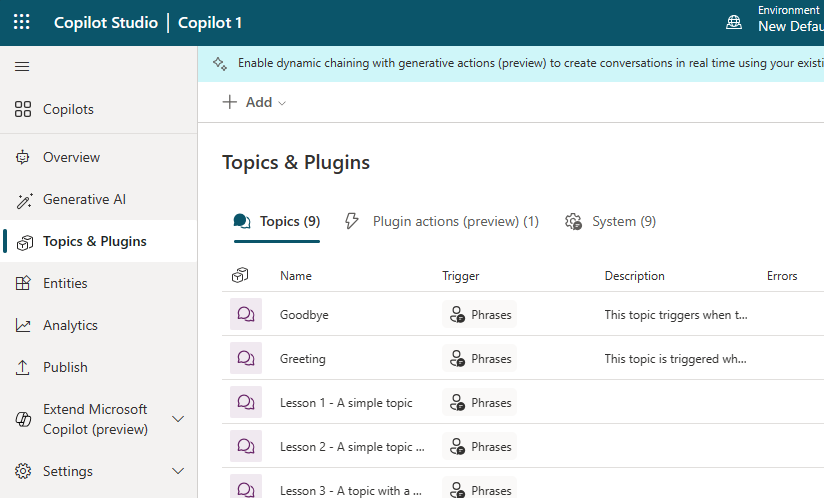 Copilot Studio | Copilot 1
Environment
New Defau
Enable dynamic chaining with generative actions (preview) to create conversations in real time using your existi
Copilots
Overview
Generative AI
Topics & Plugins
Entities
Analytics
Publish
Extend Microsoft
Copilot (preview)
Settings
Add
Topics & Plugins
Topics (9) Plugin actions (preview) (1) System (9)
Name Trigger Description Errors
Goodbye Phrases This topic triggers when t...
Greeting Phrases This topic is triggered wh...
Lesson 1 - A simple topic Phrases
Lesson 2 - A simple topic ... Phrases
Lesson 3 - A topic with a ... Phrases